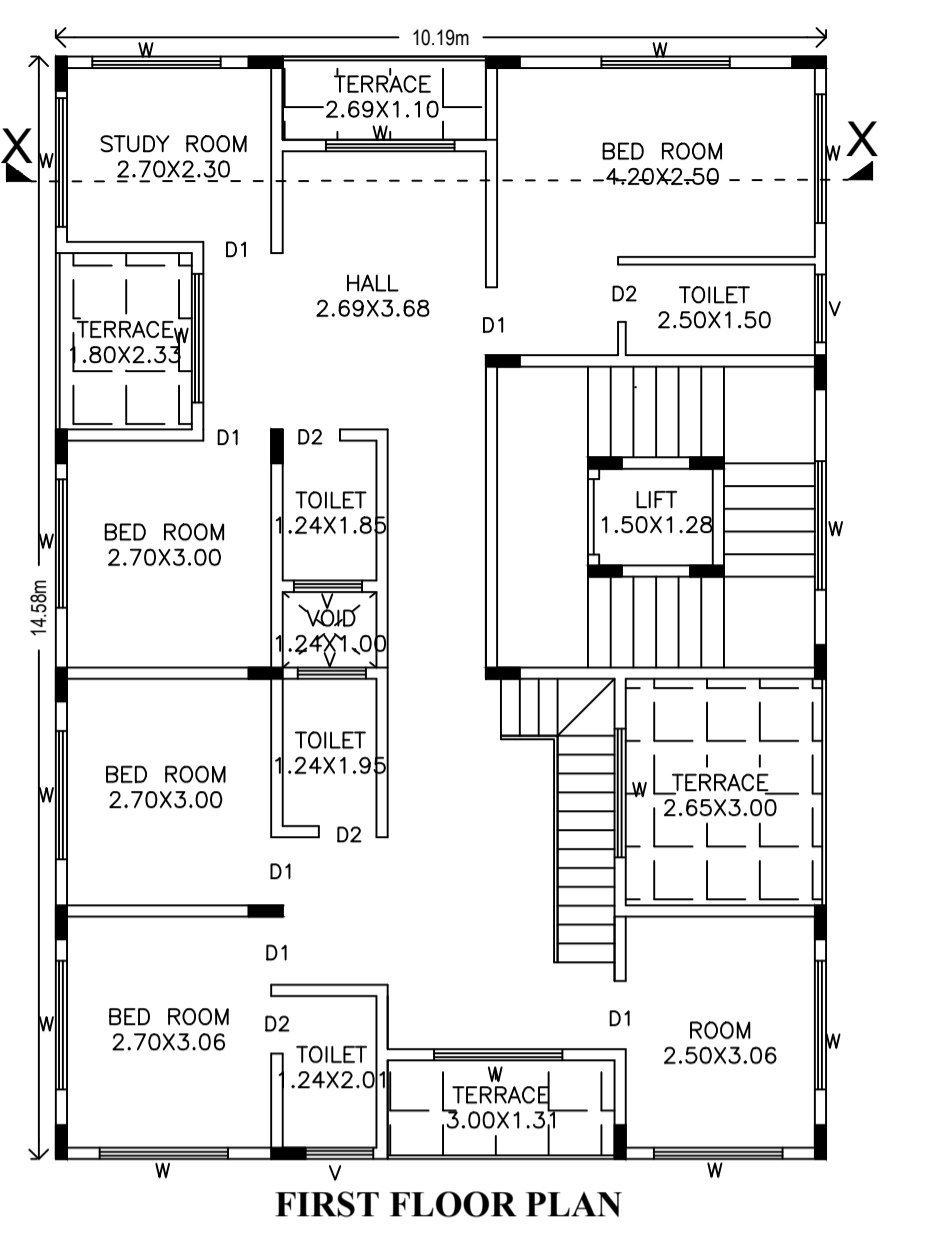 10.19m
W
W
TERRACE
2.69X1.10
W
X
X
STUDY ROOM
2.70X2.30
W
BED ROOM
4.20X2.50
W
D1
HALL
2.69X3.68
D2
TOILET
2.50X1.50
V
D1
TERRACE
W
1.80X2.33
D1
D2
TOILET
1.24X1.85
LIFT
1.50X1.28
W
BED ROOM
2.70X3.00
W
14.58m
V
VOID
1.24X1.00
V
TOILET
1.24X1.95
BED ROOM
2.70X3.00
W
TERRACE
2.65X3.00
W
D2
D1
D1
BED ROOM
2.70X3.06
W
D2
D1
ROOM
2.50X3.06
W
TOILET
1.24X2.01
W
TERRACE
3.00X1.31
W
V
W
FIRST FLOOR PLAN